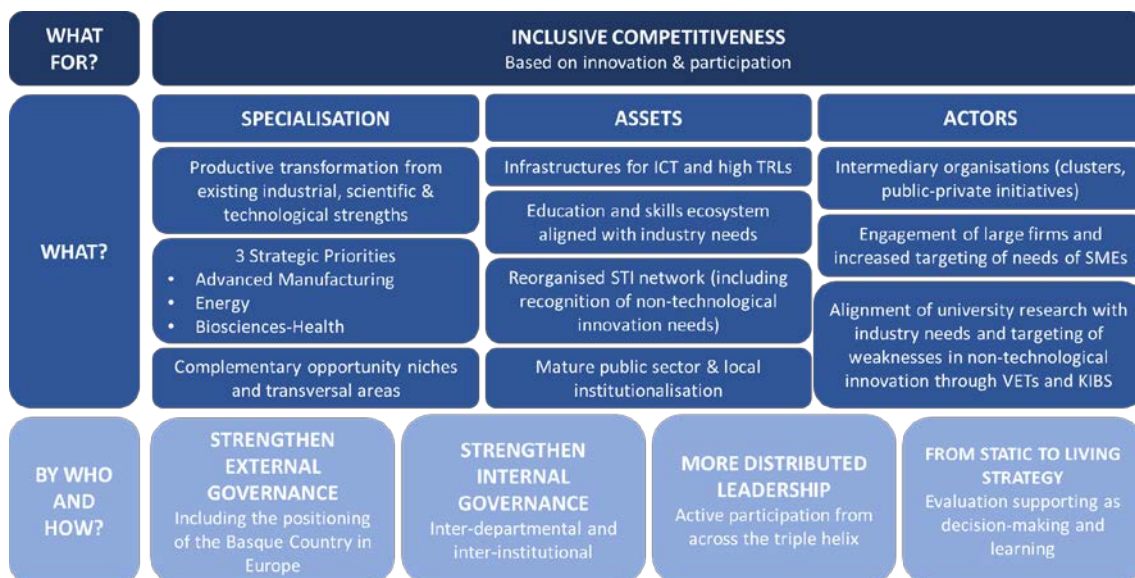 WHAT
FOR?
INCLUSIVE COMPETITIVENESS
Based on innovation & participation
WHAT?
SPECIALISATION
Productive transformation from
existing industrial, scientific &
technological strengths
3 Strategic Priorities
• Advanced Manufacturing
• Energy
• Biosciences-Health
Complementary opportunity niches
and transversal areas
ASSETS
Infrastructures for ICT and high TRLs
Education and skills ecosystem
aligned with industry needs
Reorganised STI network (including
recognition of non-technological
innovation needs)
Mature public sector & local
institutionalisation
ACTORS
Intermediary organisations (clusters,
public-private initiatives)
Engagement of large firms and
increased targeting of needs of SMEs
Alignment of university research with
industry needs and targeting of
weaknesses in non-technological
innovation through VETs and KIBS
BY WHO
AND
HOW?
STRENGTHEN
EXTERNAL
GOVERNANCE
Including the positioning
of the Basque Country in
Europe
STRENGTHEN
INTERNAL
GOVERNANCE
Inter-departmental and
inter-institutional
MORE DISTRIBUTED
LEADERSHIP
Active participation from
across the triple helix
FROM STATIC TO LIVING
STRATEGY
Evaluation supporting as
decision-making and
learning